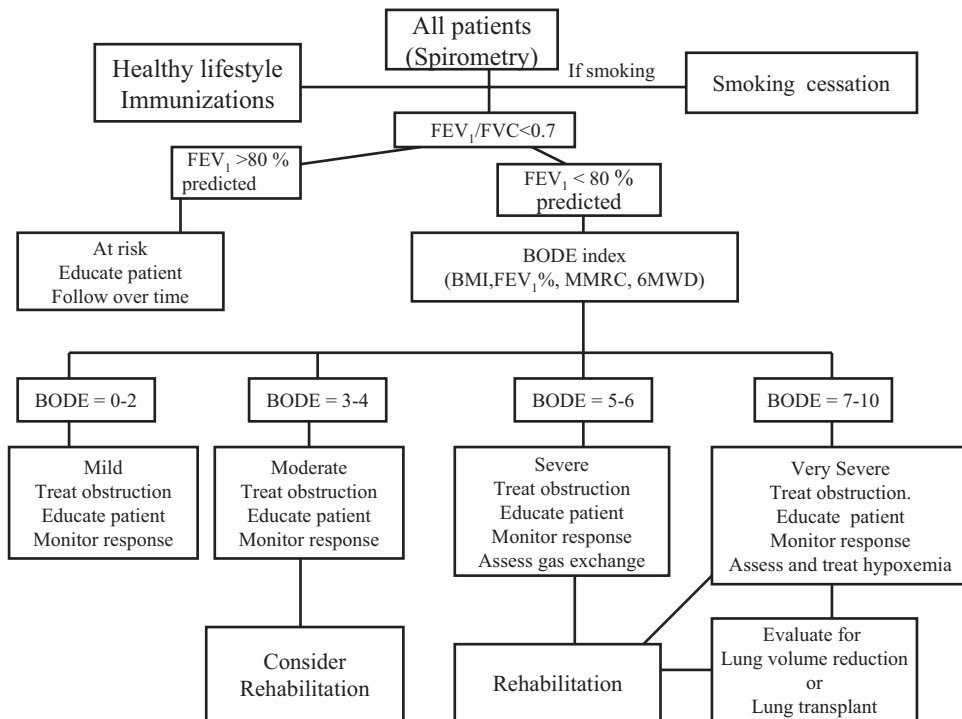 All patients
(Spirometry)
Healthy lifestyle
Immunizations
If smoking
Smoking cessation
FEV₁/FVC<0.7
FEV₁ >80 %
predicted
FEV₁ < 80 %
predicted
At risk
Educate patient
Follow over time
BODE index
(BMI,FEV₁%, MMRC, 6MWD)
BODE = 0-2
BODE = 3-4
BODE = 5-6
BODE = 7-10
Mild
Treat obstruction
Educate patient
Monitor response
Moderate
Treat obstruction
Educate patient
Monitor response
Severe
Treat obstruction
Educate patient
Monitor response
Assess gas exchange
Very Severe
Treat obstruction.
Educate patient
Monitor response
Assess and treat hypoxemia
Consider
Rehabilitation
Rehabilitation
Evaluate for
Lung volume reduction
or
Lung transplant